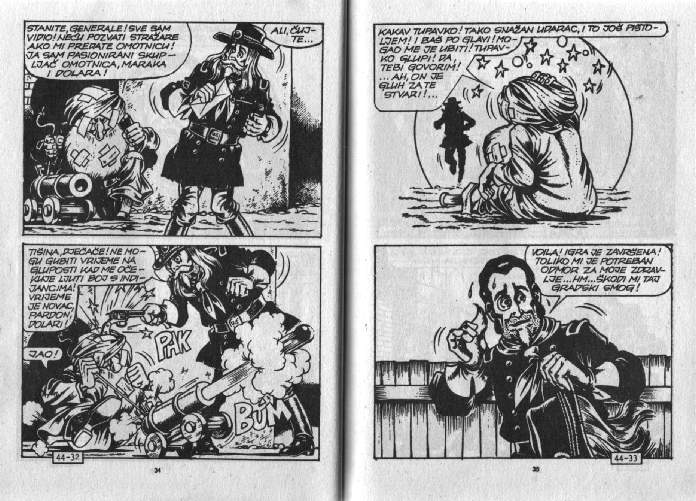 STANITE, GENERALE! SVE SAM
VIDIO! NEĆU POZVATI STRAŽARE
AKO MI PREDATE OMOTNICU!
JA SAM PASIONIRANI SKUP-
LJAČ OMOTNICA, MARAKA
I DOLARA!
ALI, ČUJ-
TE...
TIŠINA, DJEČAČE! NE MO-
GU GUBITI VRIJEME NA
GLUPOSTI KAD ME OČE-
KUJE LJUTI BOJ S INDI-
JANCIMA!
VRIJEME
JE NOVAC,
PARDON,
DOLARI!
JAO!
PAK
BUM
44-32
34
KAKAV TUPAVKO! TAKO SNAŽAN UDARAC, I TO JOŠ PIŠTO-
LJEM! I BAŠ PO GLAVI! MO-
GAO ME JE UBITI! TUPAV-
KO GLUPI! DA,
TEBI GOVORIM!
...AH, ON JE
GLUH ZA TE
STVARI!...
VOILA! IGRA JE ZAVRŠENA!
TOLIKO MI JE POTREBAN
ODMOR ZA MOJE ZDRAV-
LJE...HM...ŠKODI MI TAJ
GRADSKI SMOG!
44-33
35